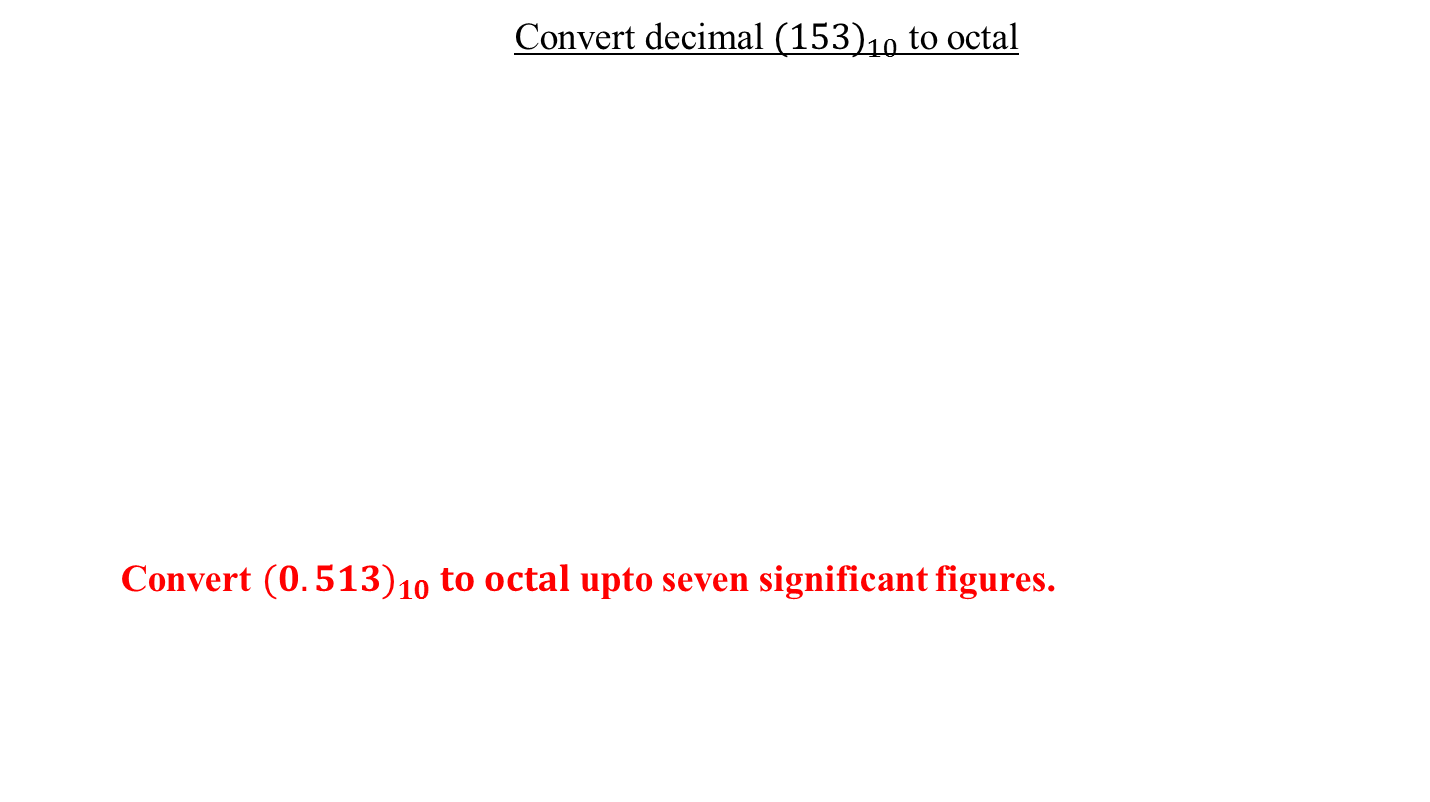 Convert decimal (153)₁₀ to octal
Convert (0.513)₁₀ to octal upto seven significant figures.